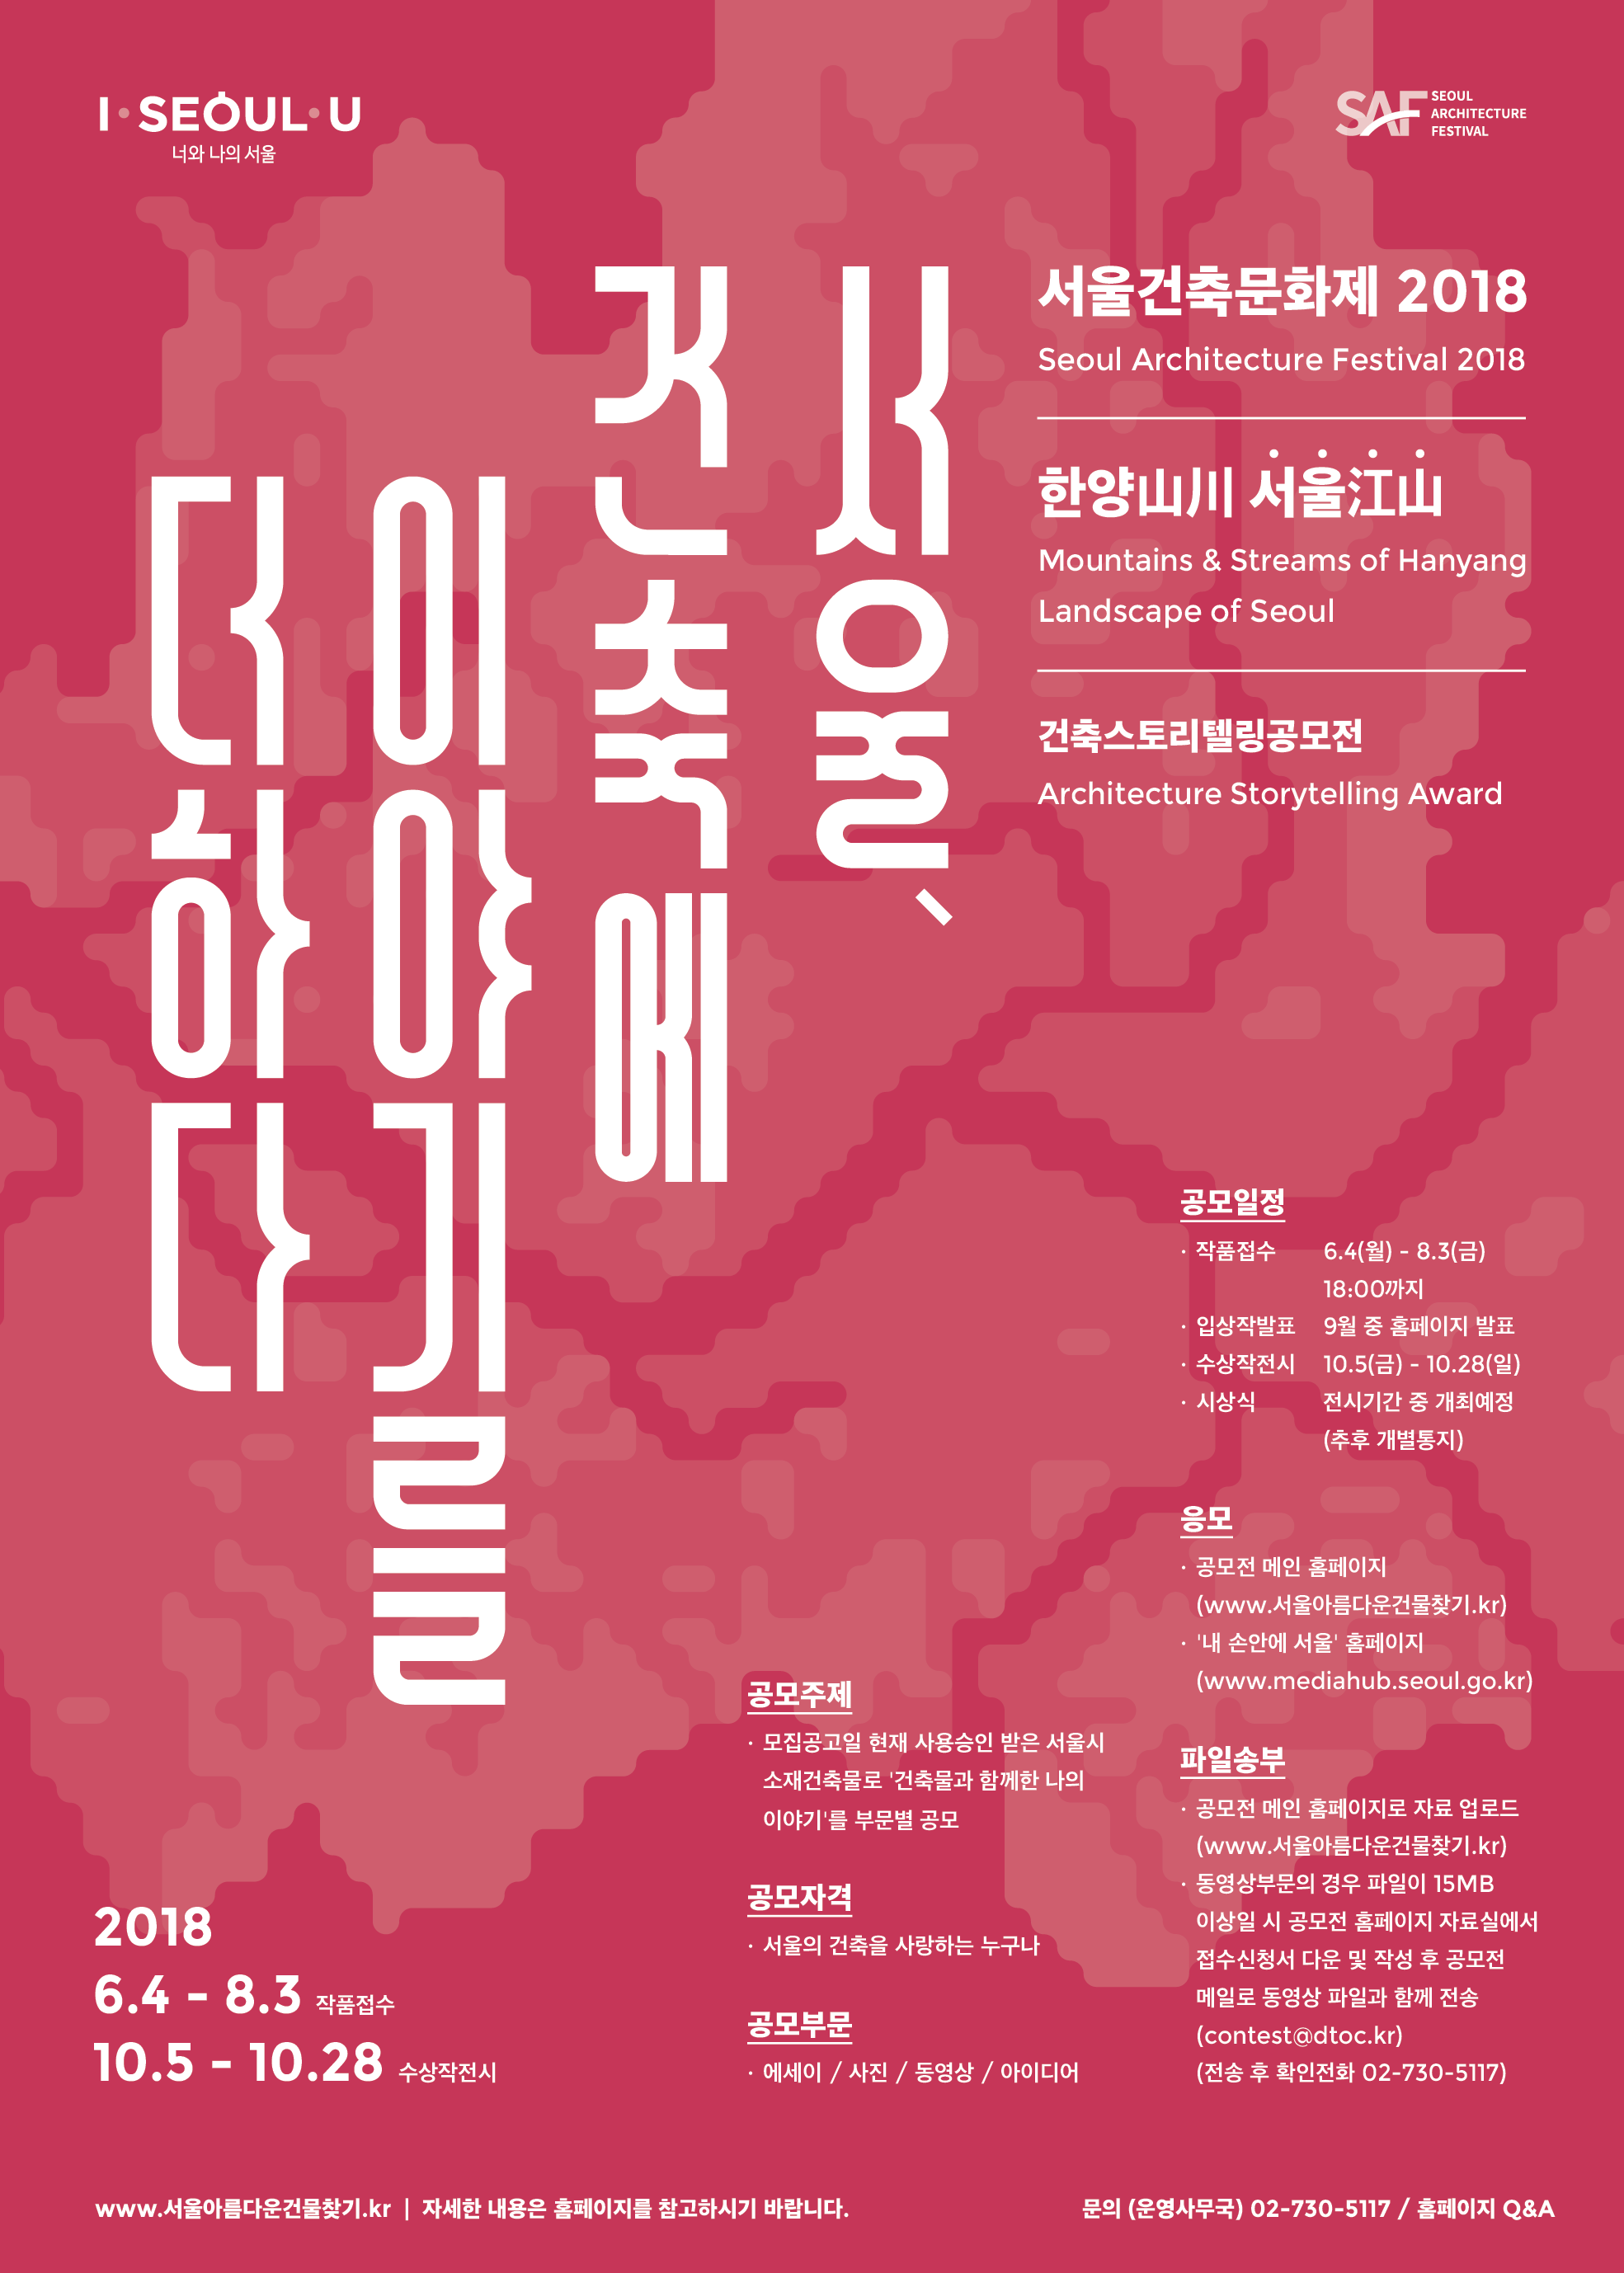 I·SEOUL·U
너와 나의 서울
SAF SEOUL
ARCHITECTURE
FESTIVAL
서울건축문화제 2018
Seoul Architecture Festival 2018
한양山川 서울江山
Mountains & Streams of Hanyang
Landscape of Seoul
건축스토리텔링공모전
Architecture Storytelling Award
서울,
건축에
이야기를
더하다
공모일정
· 작품접수 6.4(월) - 8.3(금)
18:00까지
· 입상작발표 9월 중 홈페이지 발표
· 수상작전시 10.5(금) - 10.28(일)
· 시상식 전시기간 중 개최예정
(추후 개별통지)
응모
· 공모전 메인 홈페이지
(www.서울아름다운건물찾기.kr)
· '내 손안에 서울' 홈페이지
(www.mediahub.seoul.go.kr)
파일송부
· 공모전 메인 홈페이지로 자료 업로드
(www.서울아름다운건물찾기.kr)
· 동영상부문의 경우 파일이 15MB
이상일 시 공모전 홈페이지 자료실에서
접수신청서 다운 및 작성 후 공모전
메일로 동영상 파일과 함께 전송
(contest@dtoc.kr)
(전송 후 확인전화 02-730-5117)
공모주제
· 모집공고일 현재 사용승인 받은 서울시
소재건축물로 '건축물과 함께한 나의
이야기'를 부문별 공모
공모자격
· 서울의 건축을 사랑하는 누구나
공모부문
· 에세이 / 사진 / 동영상 / 아이디어
2018
6.4 - 8.3 작품접수
10.5 - 10.28 수상작전시
www.서울아름다운건물찾기.kr | 자세한 내용은 홈페이지를 참고하시기 바랍니다.
문의 (운영사무국) 02-730-5117 / 홈페이지 Q&A